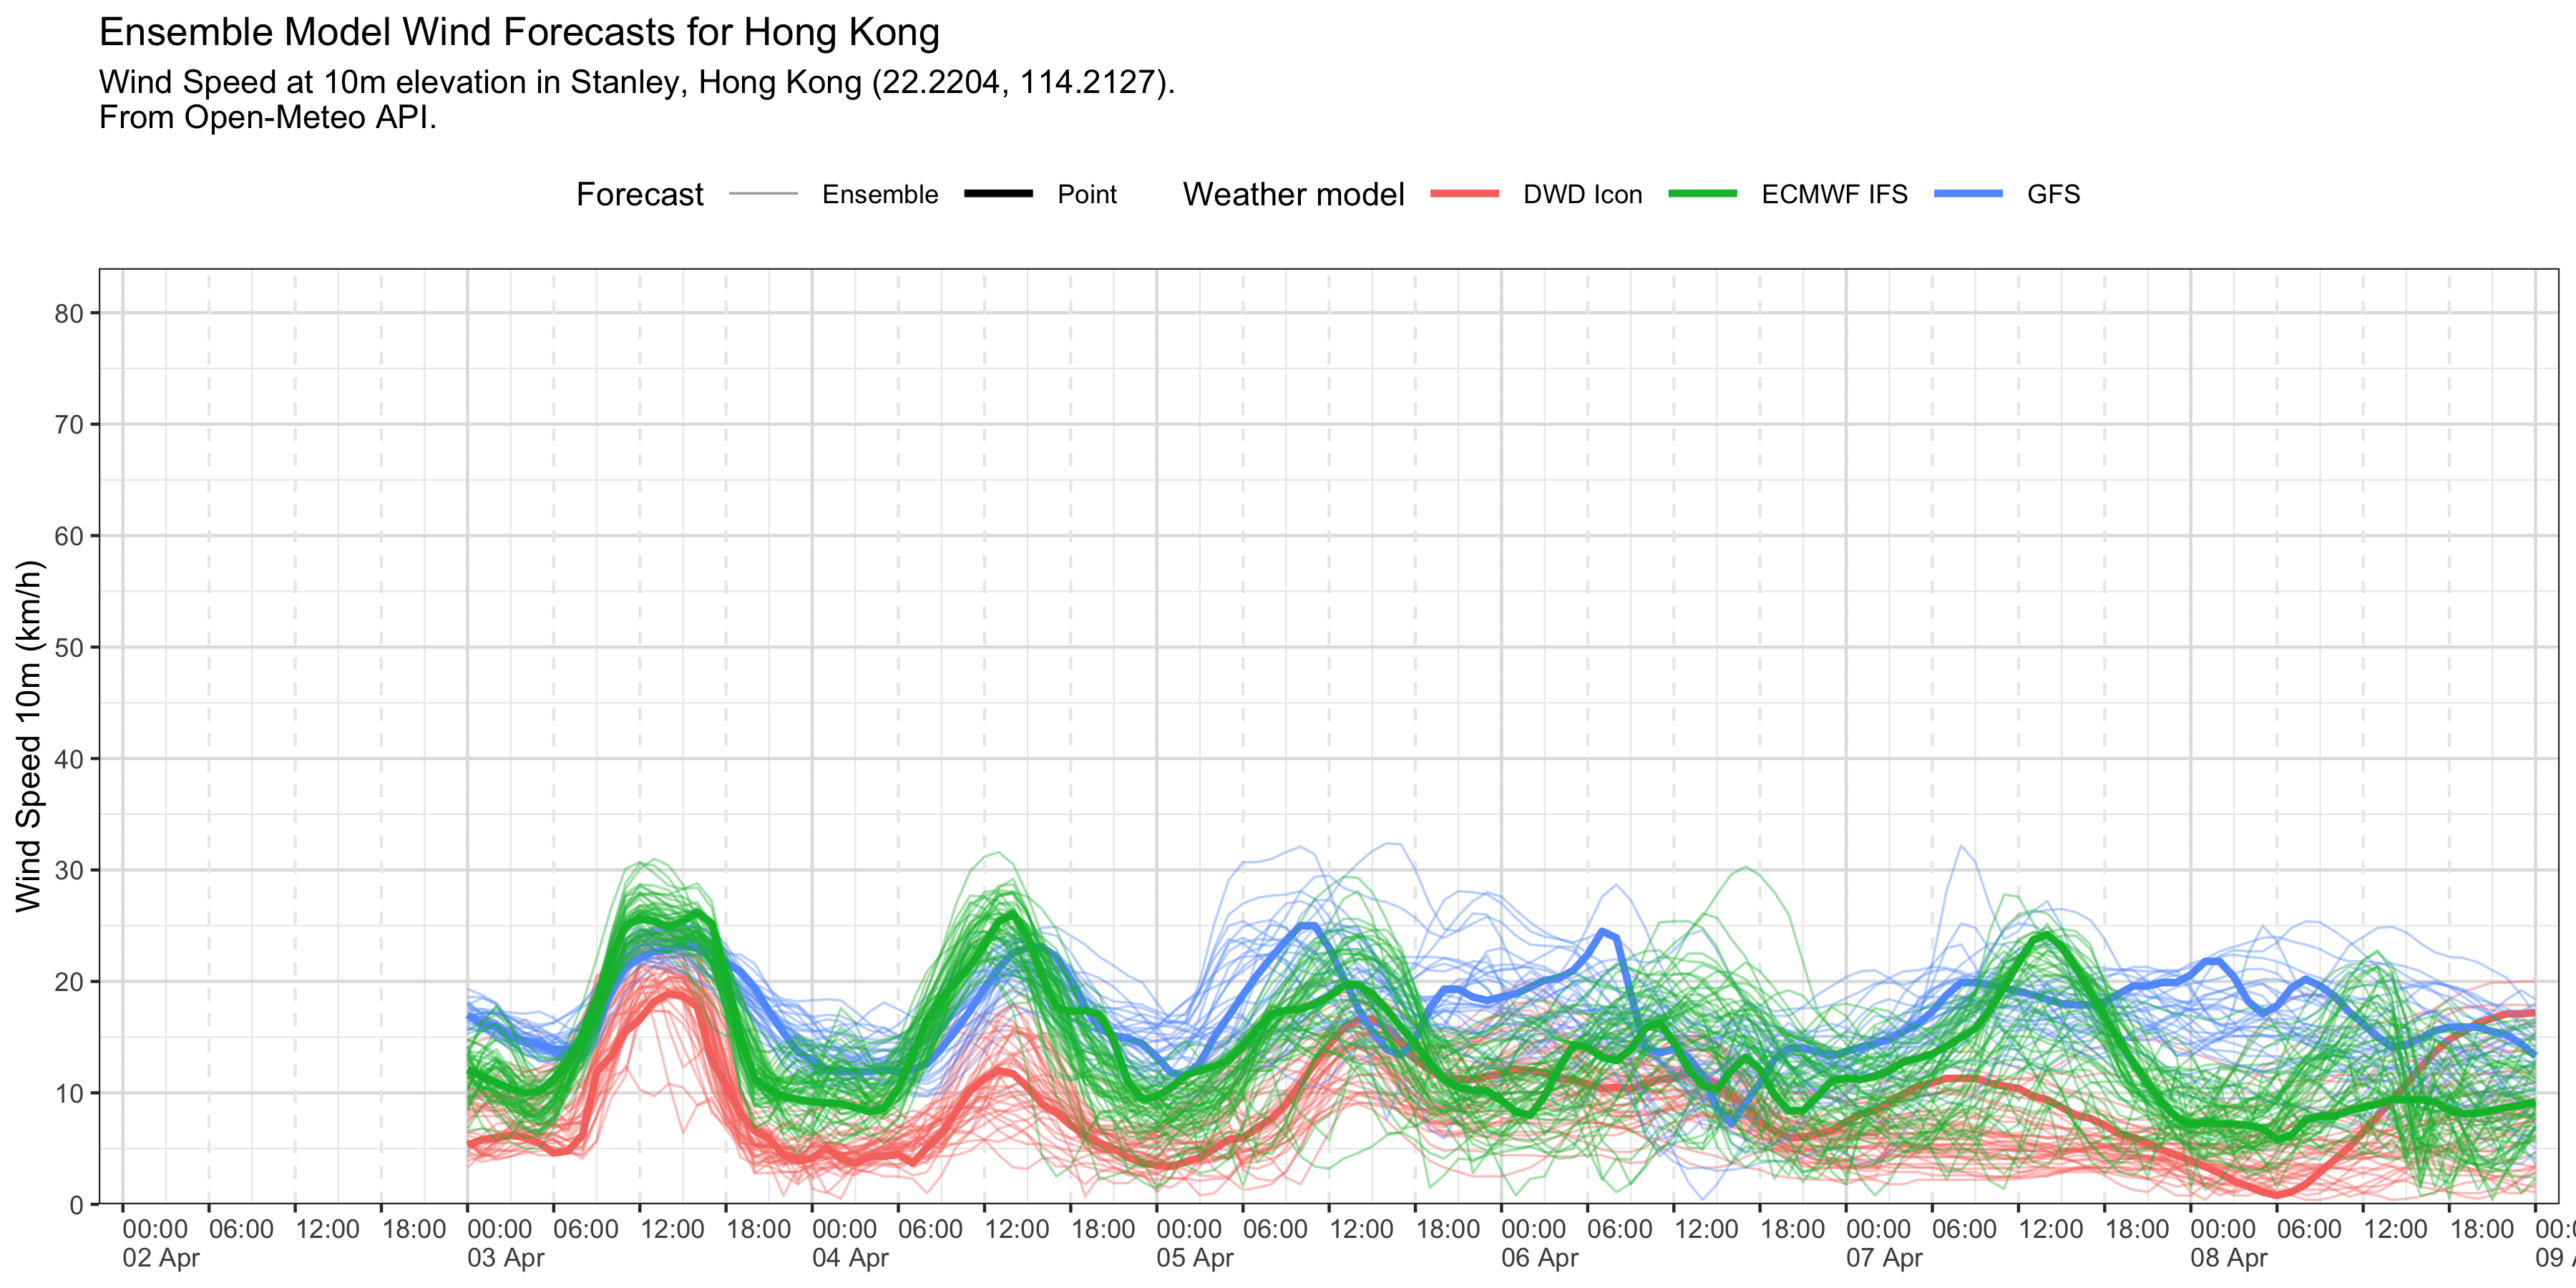 Ensemble Model Wind Forecasts for Hong Kong
Wind Speed at 10m elevation in Stanley, Hong Kong (22.2204, 114.2127).
From Open-Meteo API.
Forecast Ensemble Point Weather model DWD Icon ECMWF IFS GFS
Wind Speed 10m (km/h)
80
70
60
50
40
30
20
10
0
00:00 06:00 12:00 18:00 00:00 06:00 12:00 18:00 00:00 06:00 12:00 18:00 00:00 06:00 12:00 18:00 00:00 06:00 12:00 18:00 00:00 06:00 12:00 18:00 00:00 06:00 12:00 18:00 00:0
02 Apr 03 Apr 04 Apr 05 Apr 06 Apr 07 Apr 08 Apr 09